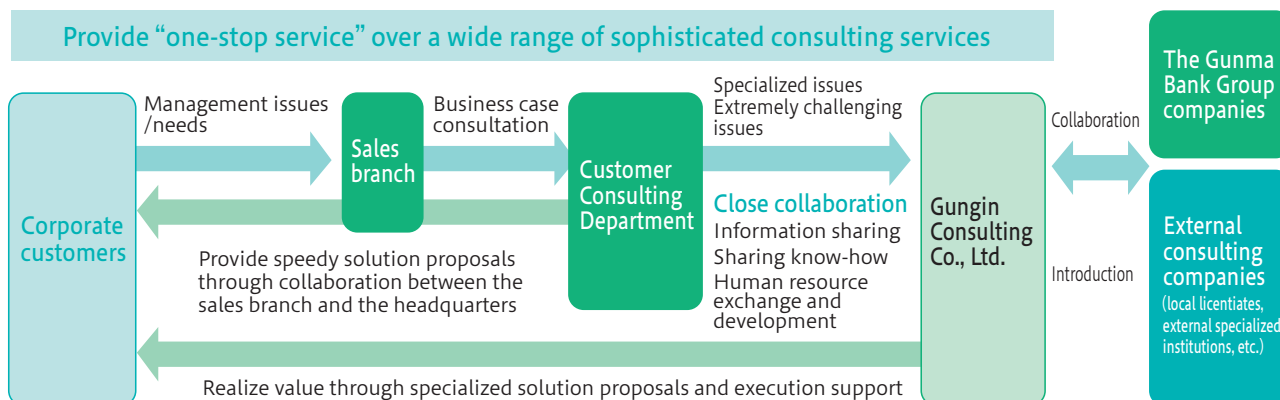 Provide “one-stop service” over a wide range of sophisticated consulting services
Corporate
customers
Management issues
/needs
Sales
branch
Business case
consultation
Customer
Consulting
Department
Specialized issues
Extremely challenging
issues
Close collaboration
Information sharing
Sharing know-how
Human resource
exchange and
development
Provide speedy solution proposals
through collaboration between the
sales branch and the headquarters
Realize value through specialized solution proposals and execution support
Gungin
Consulting
Co., Ltd.
Collaboration
Introduction
The Gunma
Bank Group
companies
External
consulting
companies
(local licentiates,
external specialized
institutions, etc.)